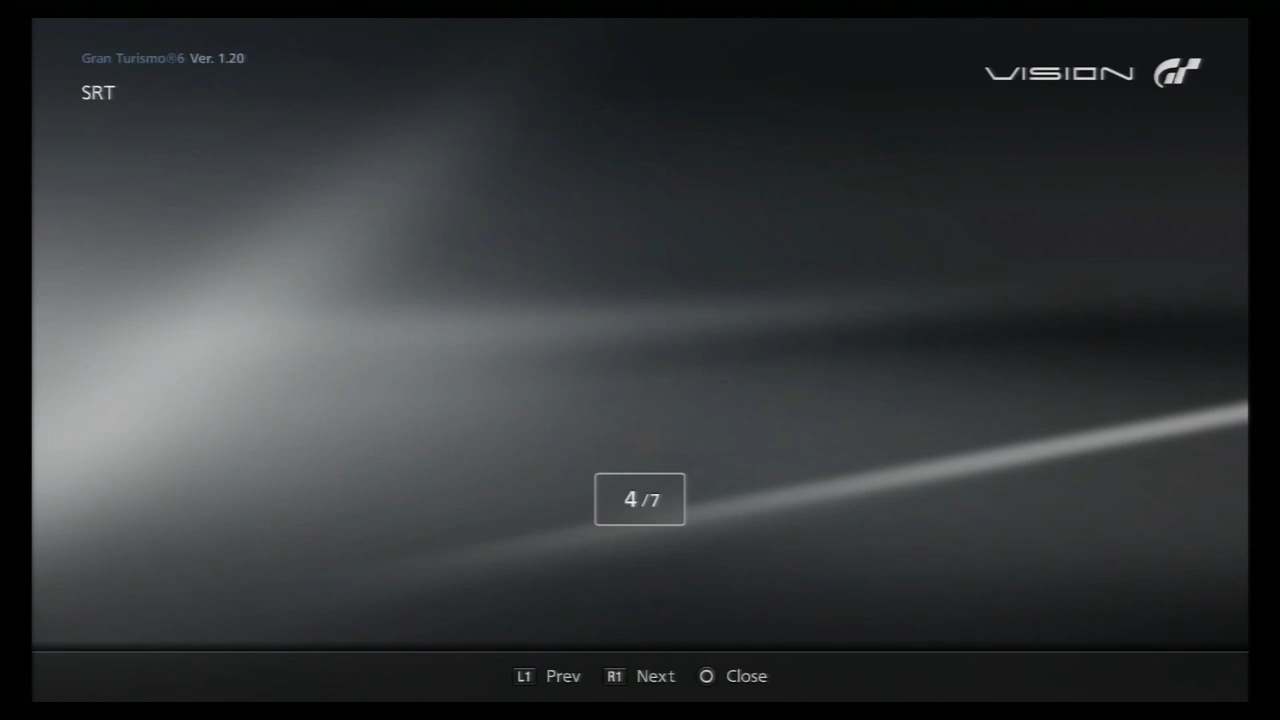 Gran Turismo®6 Ver. 1.20
SRT
VISION GT
4/7
L1 Prev R1 Next O Close